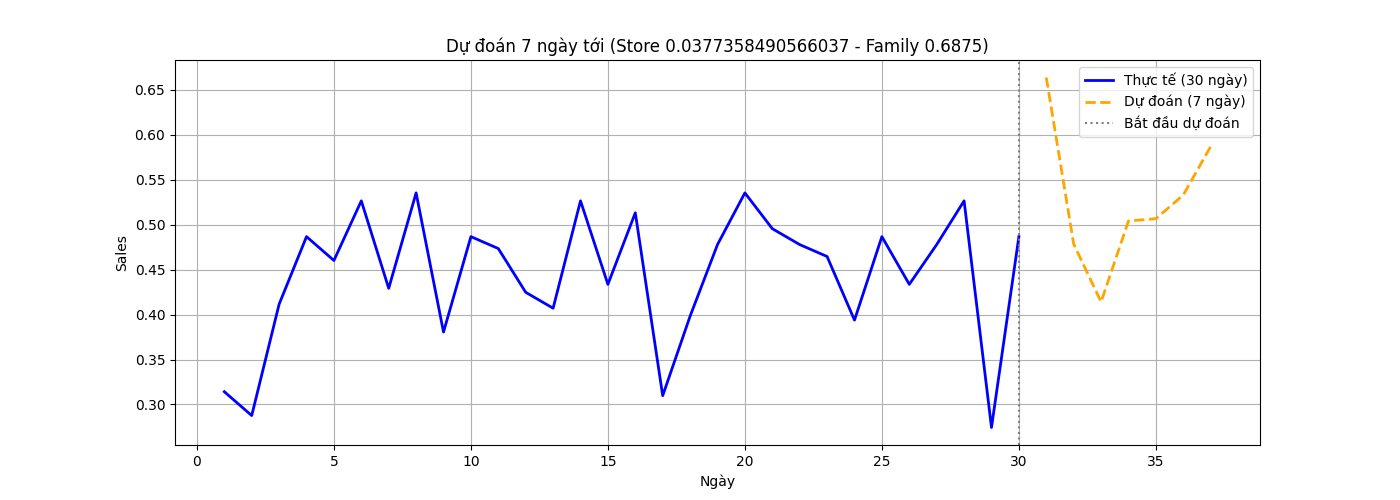 Dự đoán 7 ngày tới (Store 0.0377358490566037 - Family 0.6875)
Thực tế (30 ngày)
Dự đoán (7 ngày)
Bắt đầu dự đoán
Sales
0.65
0.60
0.55
0.50
0.45
0.40
0.35
0.30
0 5 10 15 20 25 30 35
Ngày